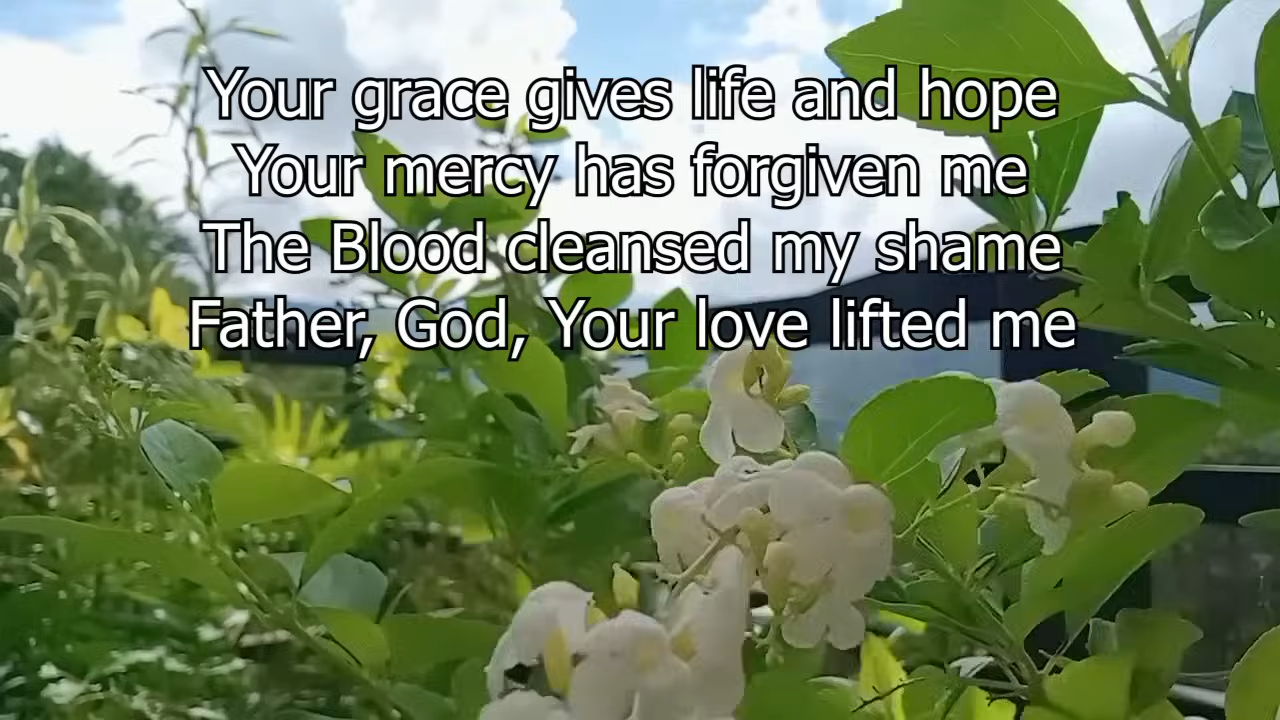 Your grace gives life and hope
Your mercy has forgiven me
The Blood cleansed my shame
Father, God, Your love lifted me